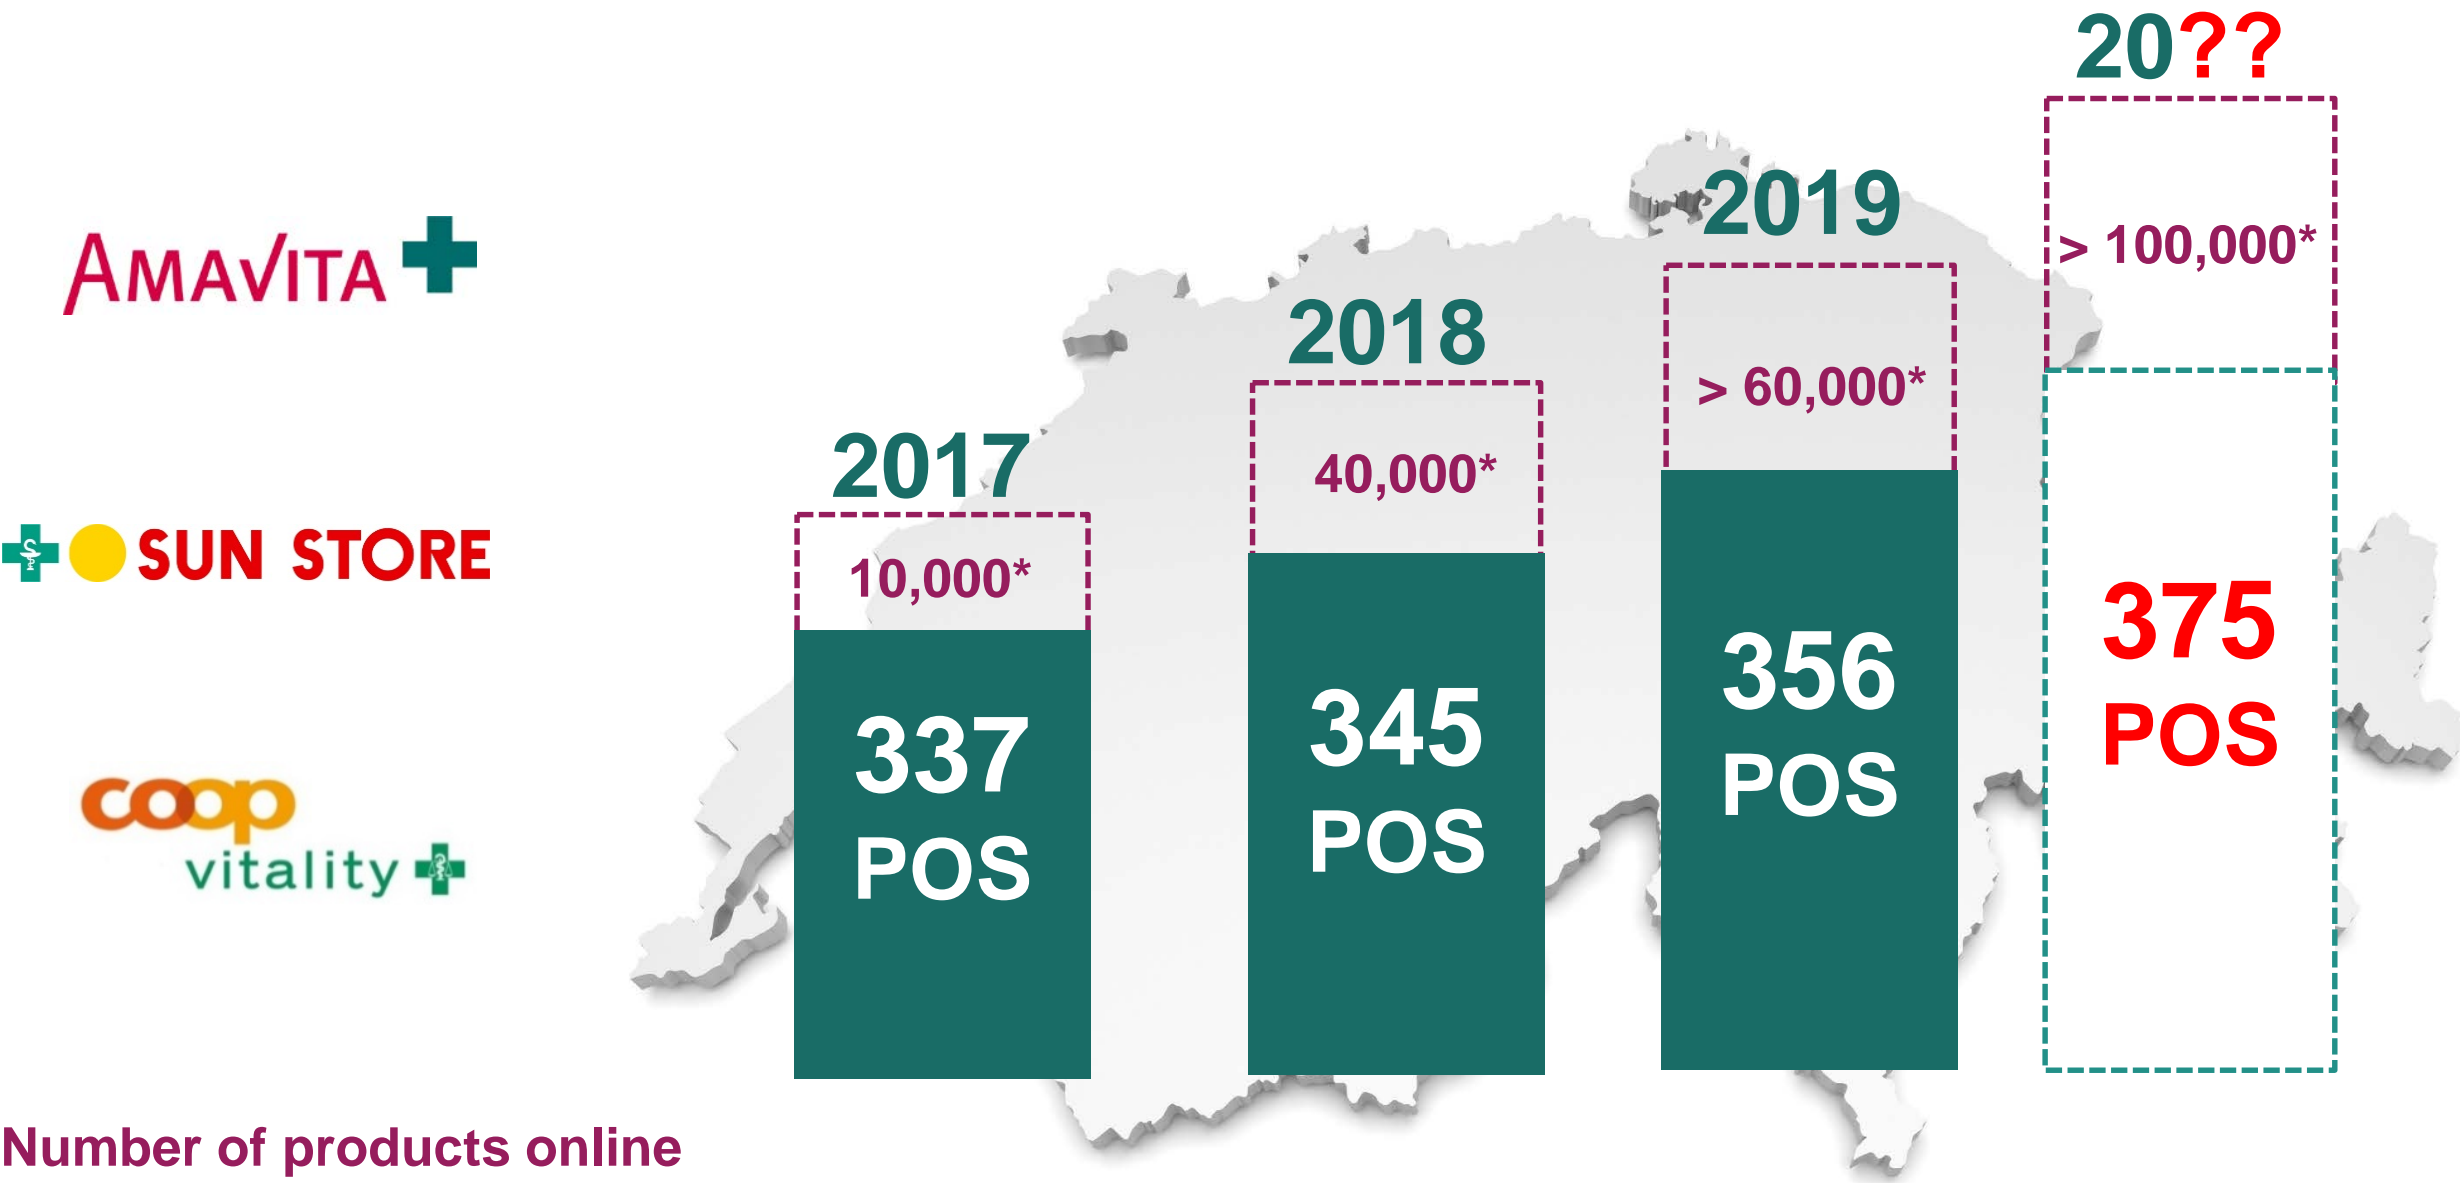 20??
> 100,000*
2019
AMAVITA
> 60,000*
2018
40,000*
2017
10,000*
SUN STORE
375
POS
356
POS
345
POS
337
POS
coop
vitality
Number of products online